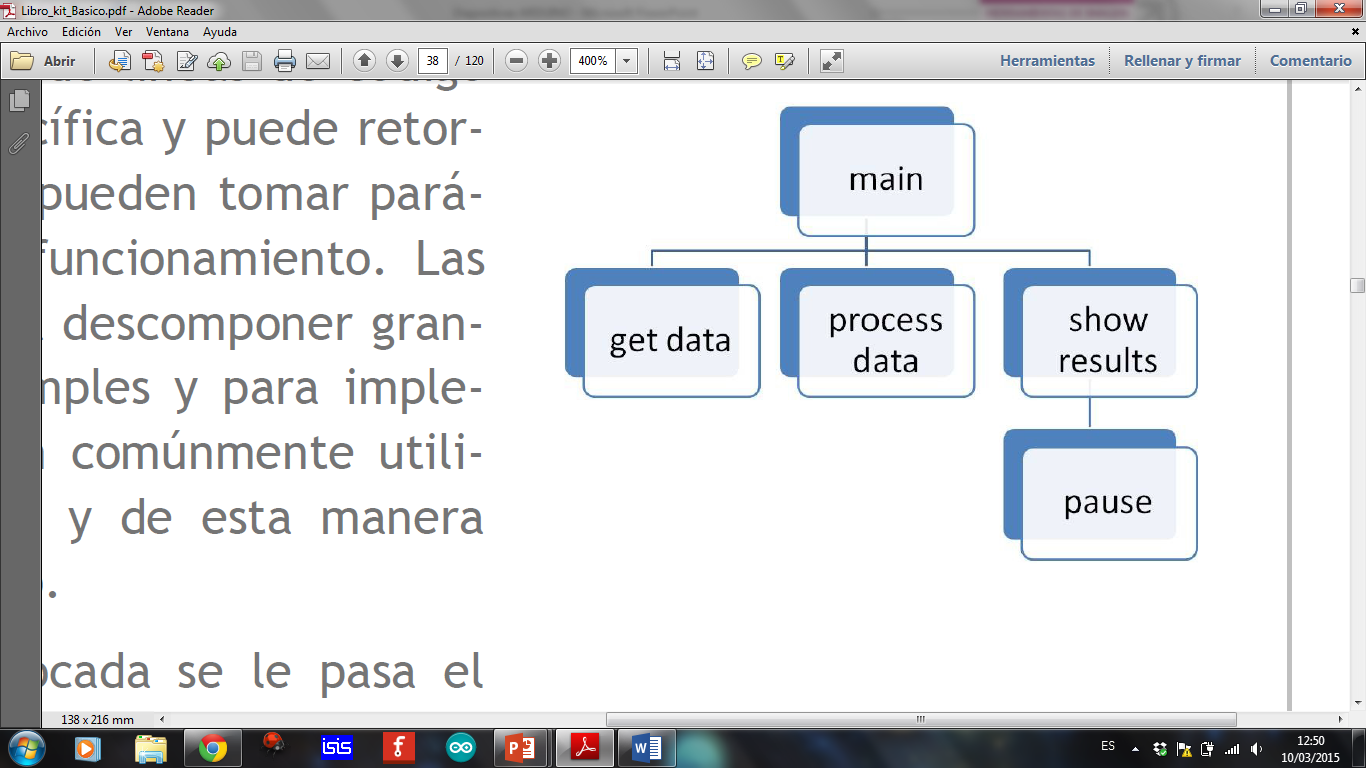 Libro_kit_Basico.pdf - Adobe Reader
Archivo Edición Ver Ventana Ayuda
Abrir 38 / 120 400% Herramientas Rellenar y firmar Comentario
cífica y puede retor-
pueden tomar pará-
funcionamiento. Las
descomponer gran-
mples y para imple-
comúnmente utili-
y de esta manera
.
ocada se le pasa el
main
get data
process
data
show
results
pause
138 x 216 mm
isis
ES
12:50
10/03/2015